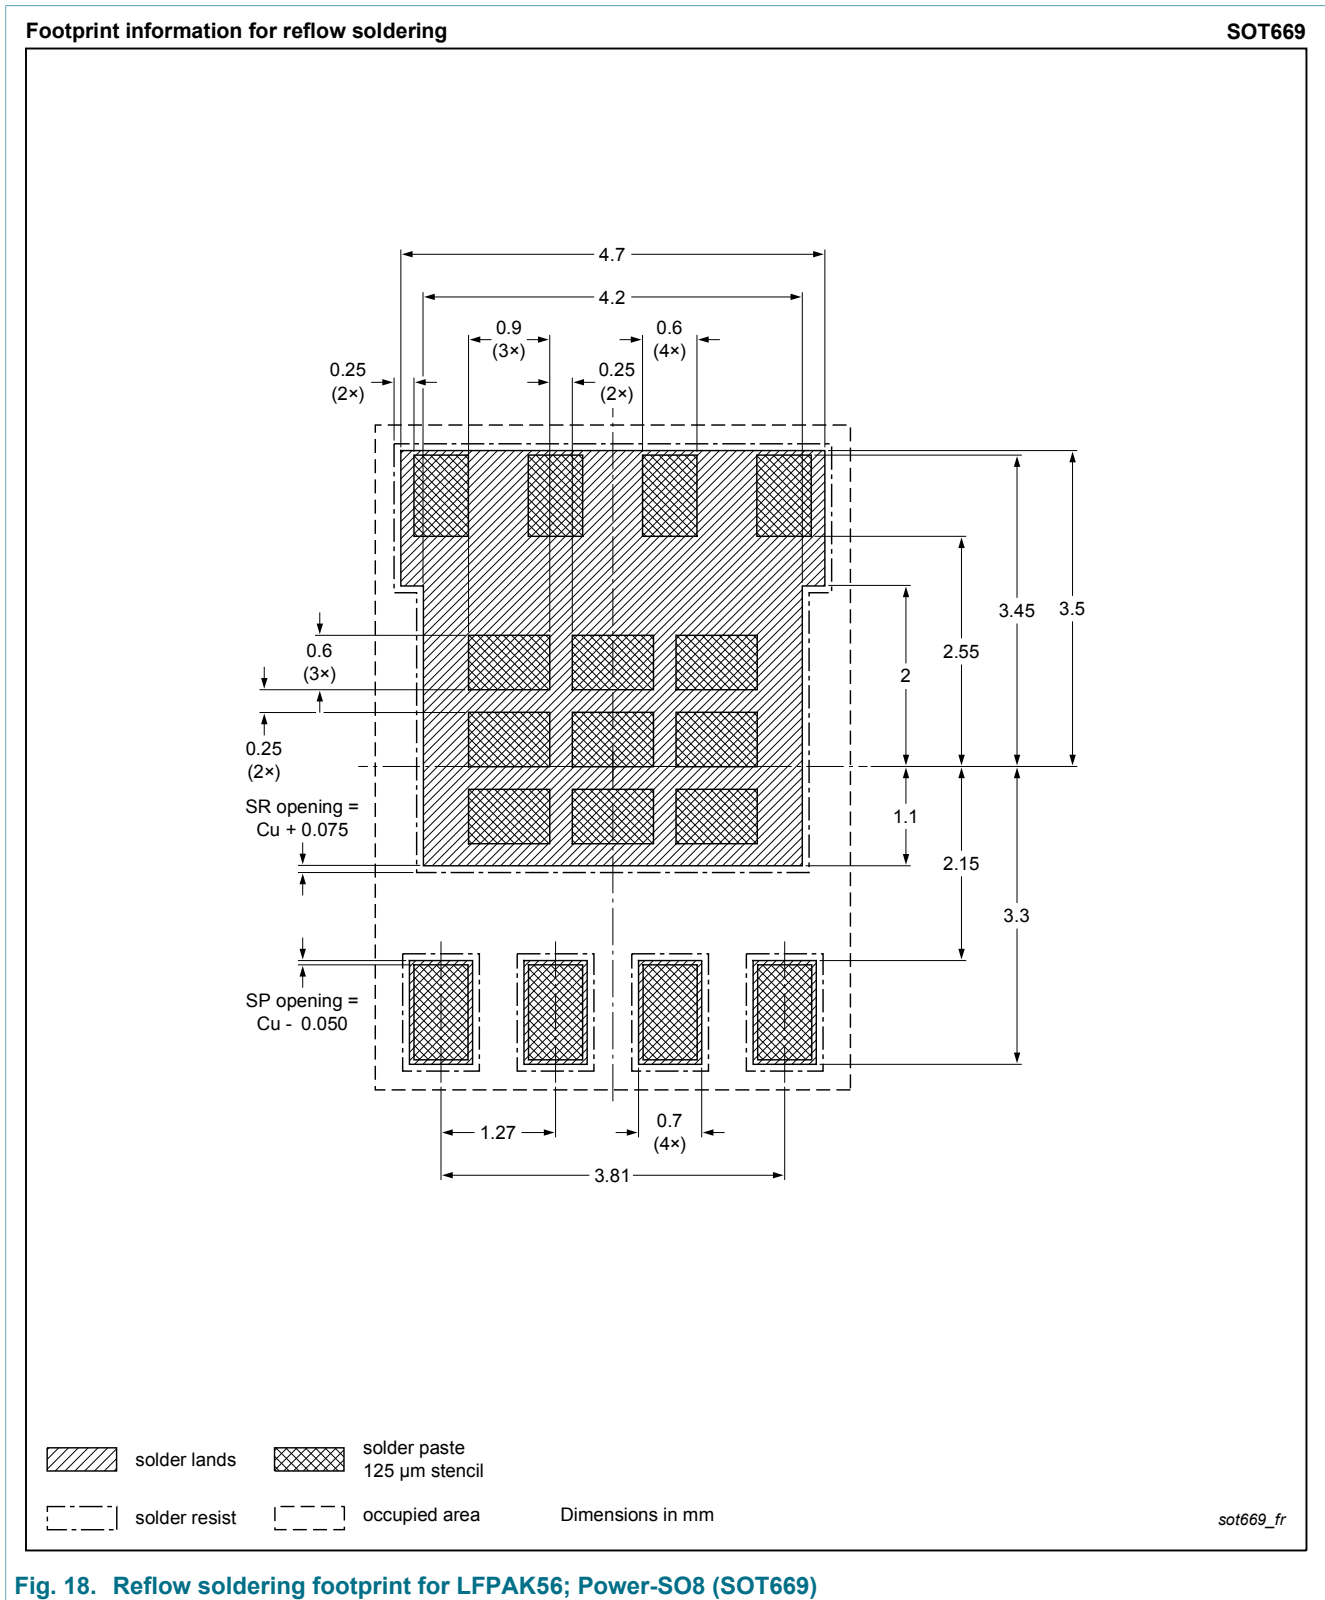 Footprint information for reflow soldering
SOT669
4.7
4.2
0.9
(3×)
0.6
(4×)
0.25
(2×)
0.25
(2×)
3.45
3.5
2.55
2
0.6
(3×)
0.25
(2×)
SR opening =
Cu + 0.075
1.1
2.15
3.3
SP opening =
Cu - 0.050
1.27
0.7
(4×)
3.81
solder lands
solder paste
125 µm stencil
solder resist
occupied area
Dimensions in mm
sot669_fr
Fig. 18. Reflow soldering footprint for LFPAK56; Power-SO8 (SOT669)